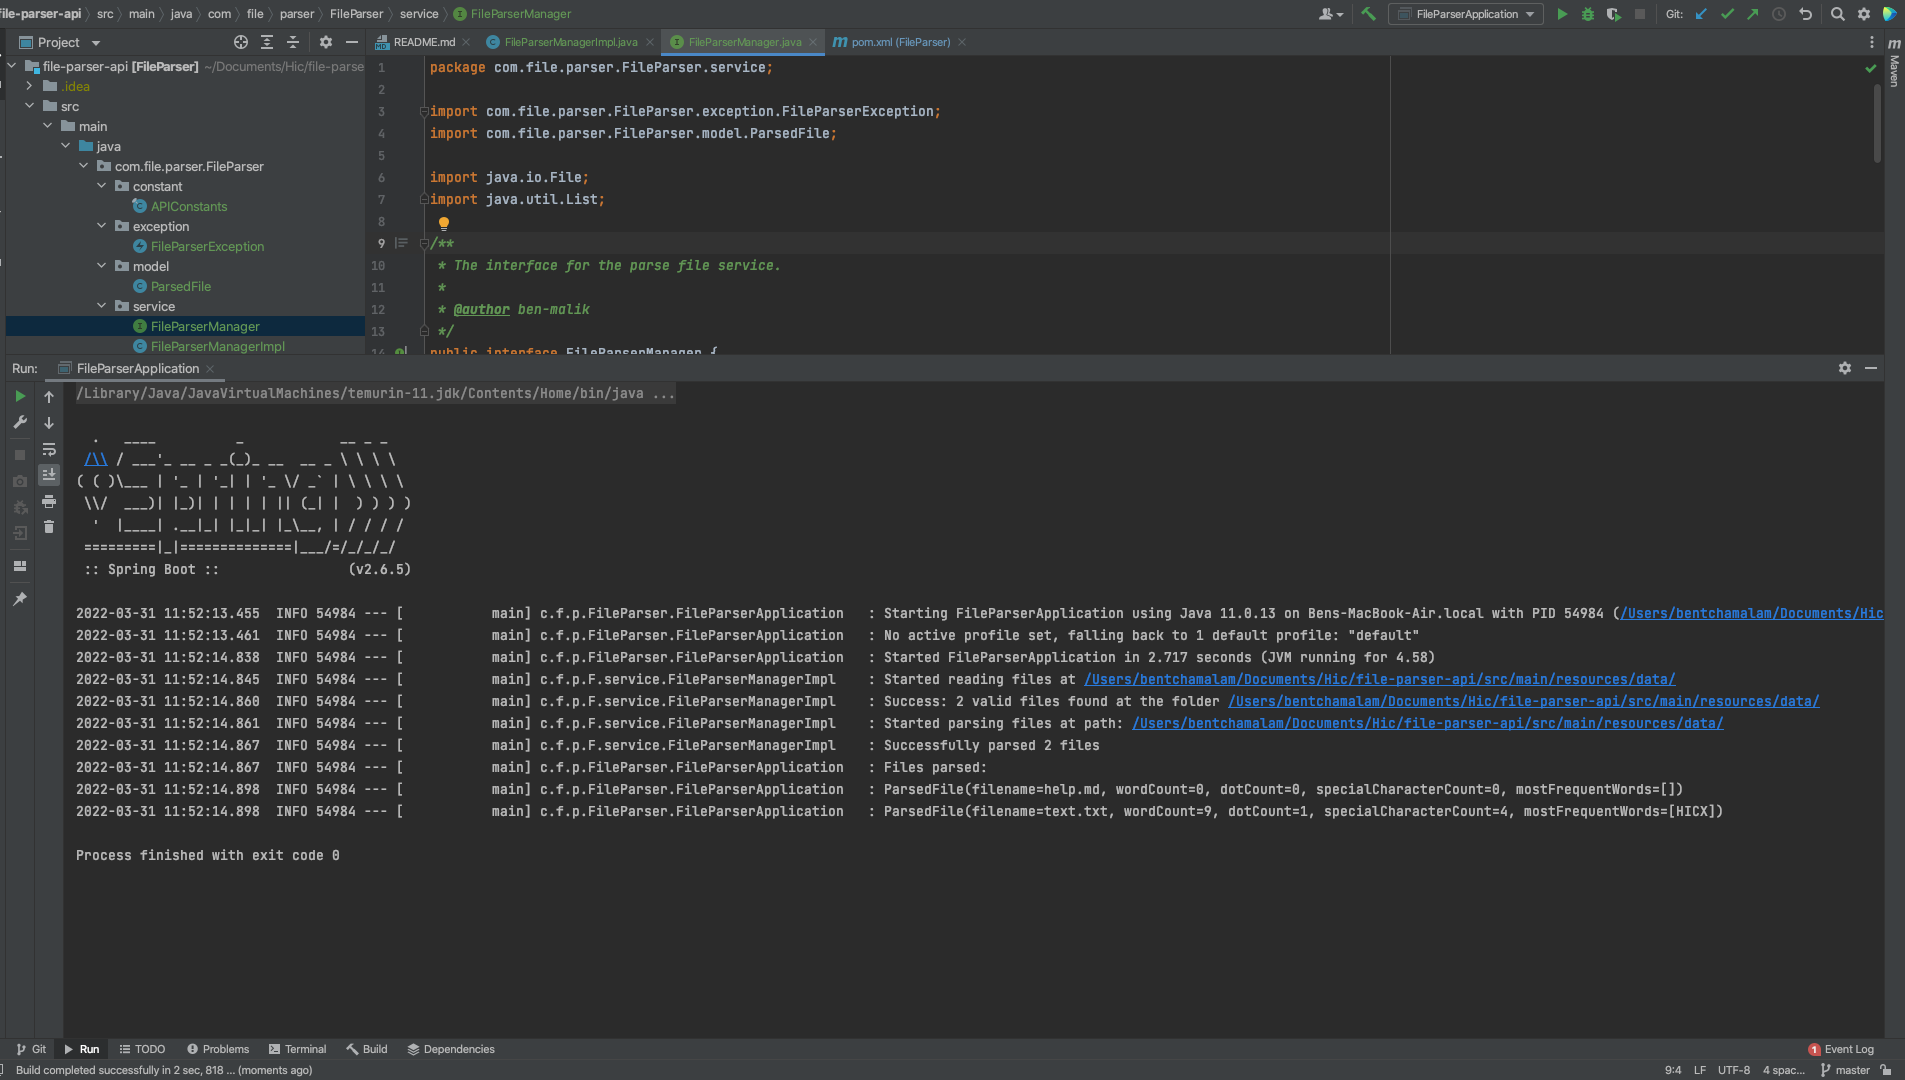 file-parser-api src main java com file parser FileParser service FileParserManager
FileParserApplication Git:
Project
README.md FileParserManagerImpl.java FileParserManager.java pom.xml (FileParser)
Maven
file-parser-api [FileParser] ~/Documents/Hic/file-parse
.idea
src
main
java
com.file.parser.FileParser
constant
APIConstants
exception
FileParserException
model
ParsedFile
service
FileParserManager
FileParserManagerImpl
1 package com.file.parser.FileParser.service;
2
3 import com.file.parser.FileParser.exception.FileParserException;
4 import com.file.parser.FileParser.model.ParsedFile;
5
6 import java.io.File;
7 import java.util.List;
8
9 /**
10 * The interface for the parse file service.
11 *
12 * @author ben-malik
13 */
14 public interface FileParserManager {
Run: FileParserApplication
/Library/Java/JavaVirtualMachines/temurin-11.jdk/Contents/Home/bin/java ...
  .   ____          _            __ _ _
 /\\ / ___'_ __ _ _(_)_ __  __ _ \ \ \ \
( ( )\___ | '_ | '_| | '_ \/ _` | \ \ \ \
 \\/  ___)| |_)| | | | | || (_| |  ) ) ) )
  '  |____| .__|_| |_|_| |_\__, | / / / /
 =========|_|==============|___/=/_/_/_/
 :: Spring Boot ::                (v2.6.5)
2022-03-31 11:52:13.455  INFO 54984 --- [           main] c.f.p.FileParser.FileParserApplication   : Starting FileParserApplication using Java 11.0.13 on Bens-MacBook-Air.local with PID 54984 (/Users/bentchamalam/Documents/Hic
2022-03-31 11:52:13.461  INFO 54984 --- [           main] c.f.p.FileParser.FileParserApplication   : No active profile set, falling back to 1 default profile: "default"
2022-03-31 11:52:14.838  INFO 54984 --- [           main] c.f.p.FileParser.FileParserApplication   : Started FileParserApplication in 2.717 seconds (JVM running for 4.58)
2022-03-31 11:52:14.845  INFO 54984 --- [           main] c.f.p.F.service.FileParserManagerImpl    : Started reading files at /Users/bentchamalam/Documents/Hic/file-parser-api/src/main/resources/data/
2022-03-31 11:52:14.860  INFO 54984 --- [           main] c.f.p.F.service.FileParserManagerImpl    : Success: 2 valid files found at the folder /Users/bentchamalam/Documents/Hic/file-parser-api/src/main/resources/data/
2022-03-31 11:52:14.861  INFO 54984 --- [           main] c.f.p.F.service.FileParserManagerImpl    : Started parsing files at path: /Users/bentchamalam/Documents/Hic/file-parser-api/src/main/resources/data/
2022-03-31 11:52:14.867  INFO 54984 --- [           main] c.f.p.F.service.FileParserManagerImpl    : Successfully parsed 2 files
2022-03-31 11:52:14.867  INFO 54984 --- [           main] c.f.p.FileParser.FileParserApplication   : Files parsed:
2022-03-31 11:52:14.898  INFO 54984 --- [           main] c.f.p.FileParser.FileParserApplication   : ParsedFile(filename=help.md, wordCount=0, dotCount=0, specialCharacterCount=0, mostFrequentWords=[])
2022-03-31 11:52:14.898  INFO 54984 --- [           main] c.f.p.FileParser.FileParserApplication   : ParsedFile(filename=text.txt, wordCount=9, dotCount=1, specialCharacterCount=4, mostFrequentWords=[HICX])
Process finished with exit code 0
Git Run TODO Problems Terminal Build Dependencies 1 Event Log
Build completed successfully in 2 sec, 818 ... (moments ago) 9:4 LF UTF-8 4 spac... master